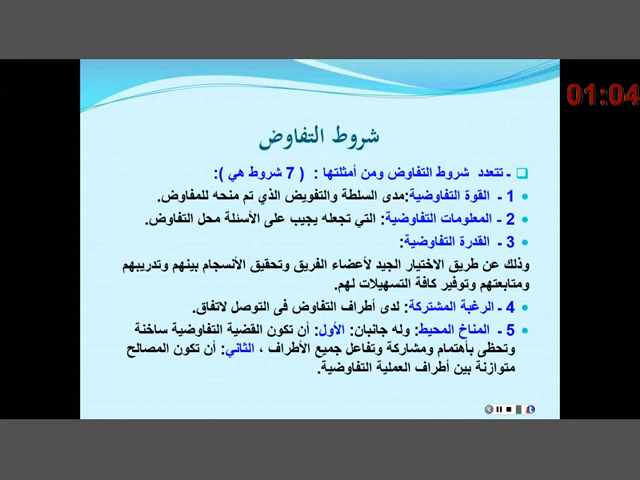 01:04
شروط التفاوض
ـ تتعدد شروط التفاوض ومن أمثلتها : ( 7 شروط هي ):
1 ـ القوة التفاوضية:مدى السلطة والتفويض الذي تم منحه للمفاوض.
2 ـ المعلومات التفاوضية: التي تجعله يجيب على الأسئلة محل التفاوض.
3 ـ القدرة التفاوضية:
وذلك عن طريق الاختيار الجيد لأعضاء الفريق وتحقيق الأنسجام بينهم وتدريبهم
ومتابعتهم وتوفير كافة التسهيلات لهم.
4 ـ الرغبة المشتركة: لدى أطراف التفاوض فى التوصل لاتفاق.
5 ـ المناخ المحيط: وله جانبان: الأول: أن تكون القضية التفاوضية ساخنة
وتحظى بأهتمام ومشاركة وتفاعل جميع الأطراف ، الثاني: أن تكون المصالح
متوازنة بين أطراف العملية التفاوضية.